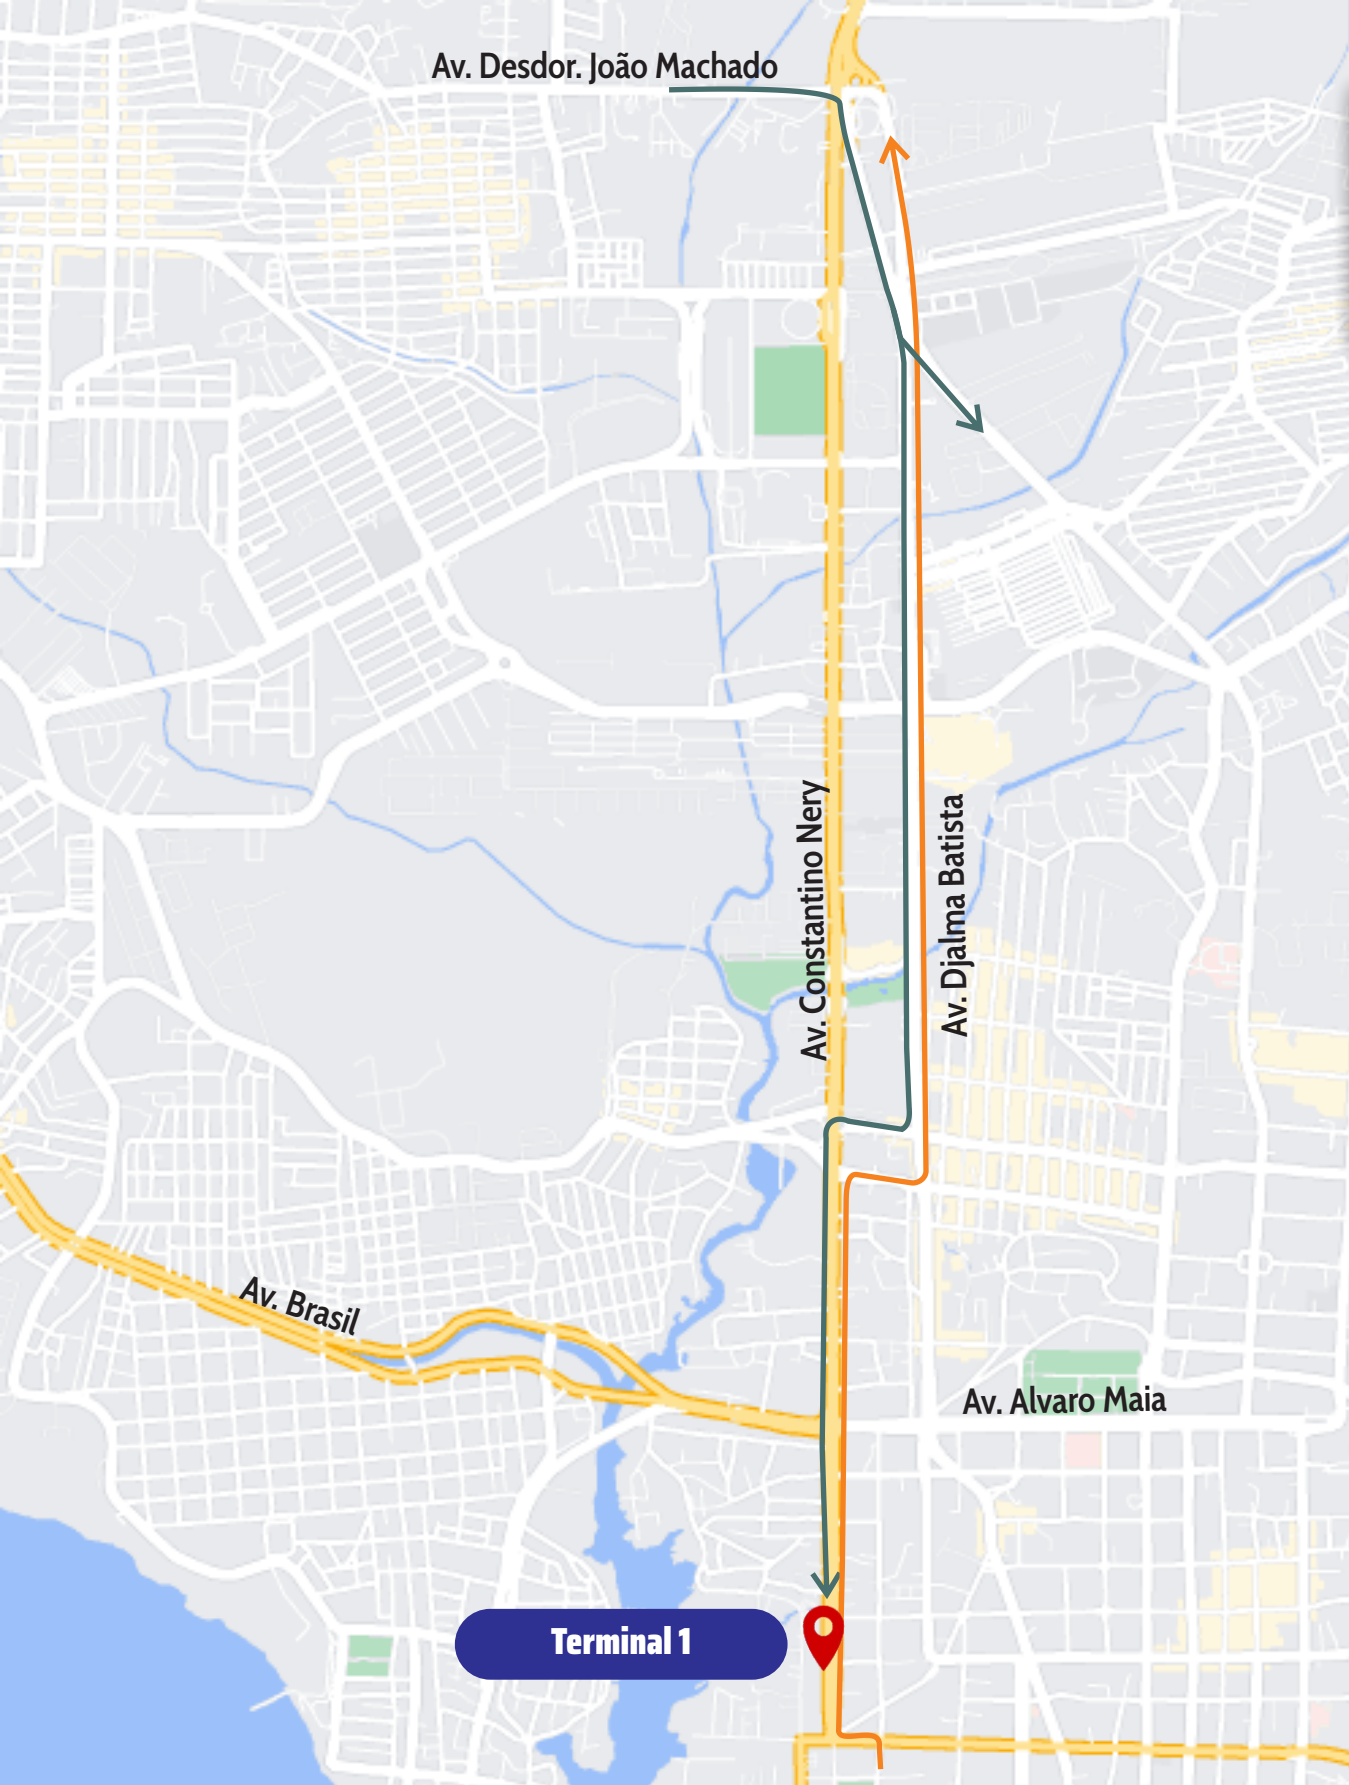 Av. Desdor. João Machado
Av. Constantino Nery
Av. Djalma Batista
Av. Brasil
Av. Alvaro Maia
Terminal 1